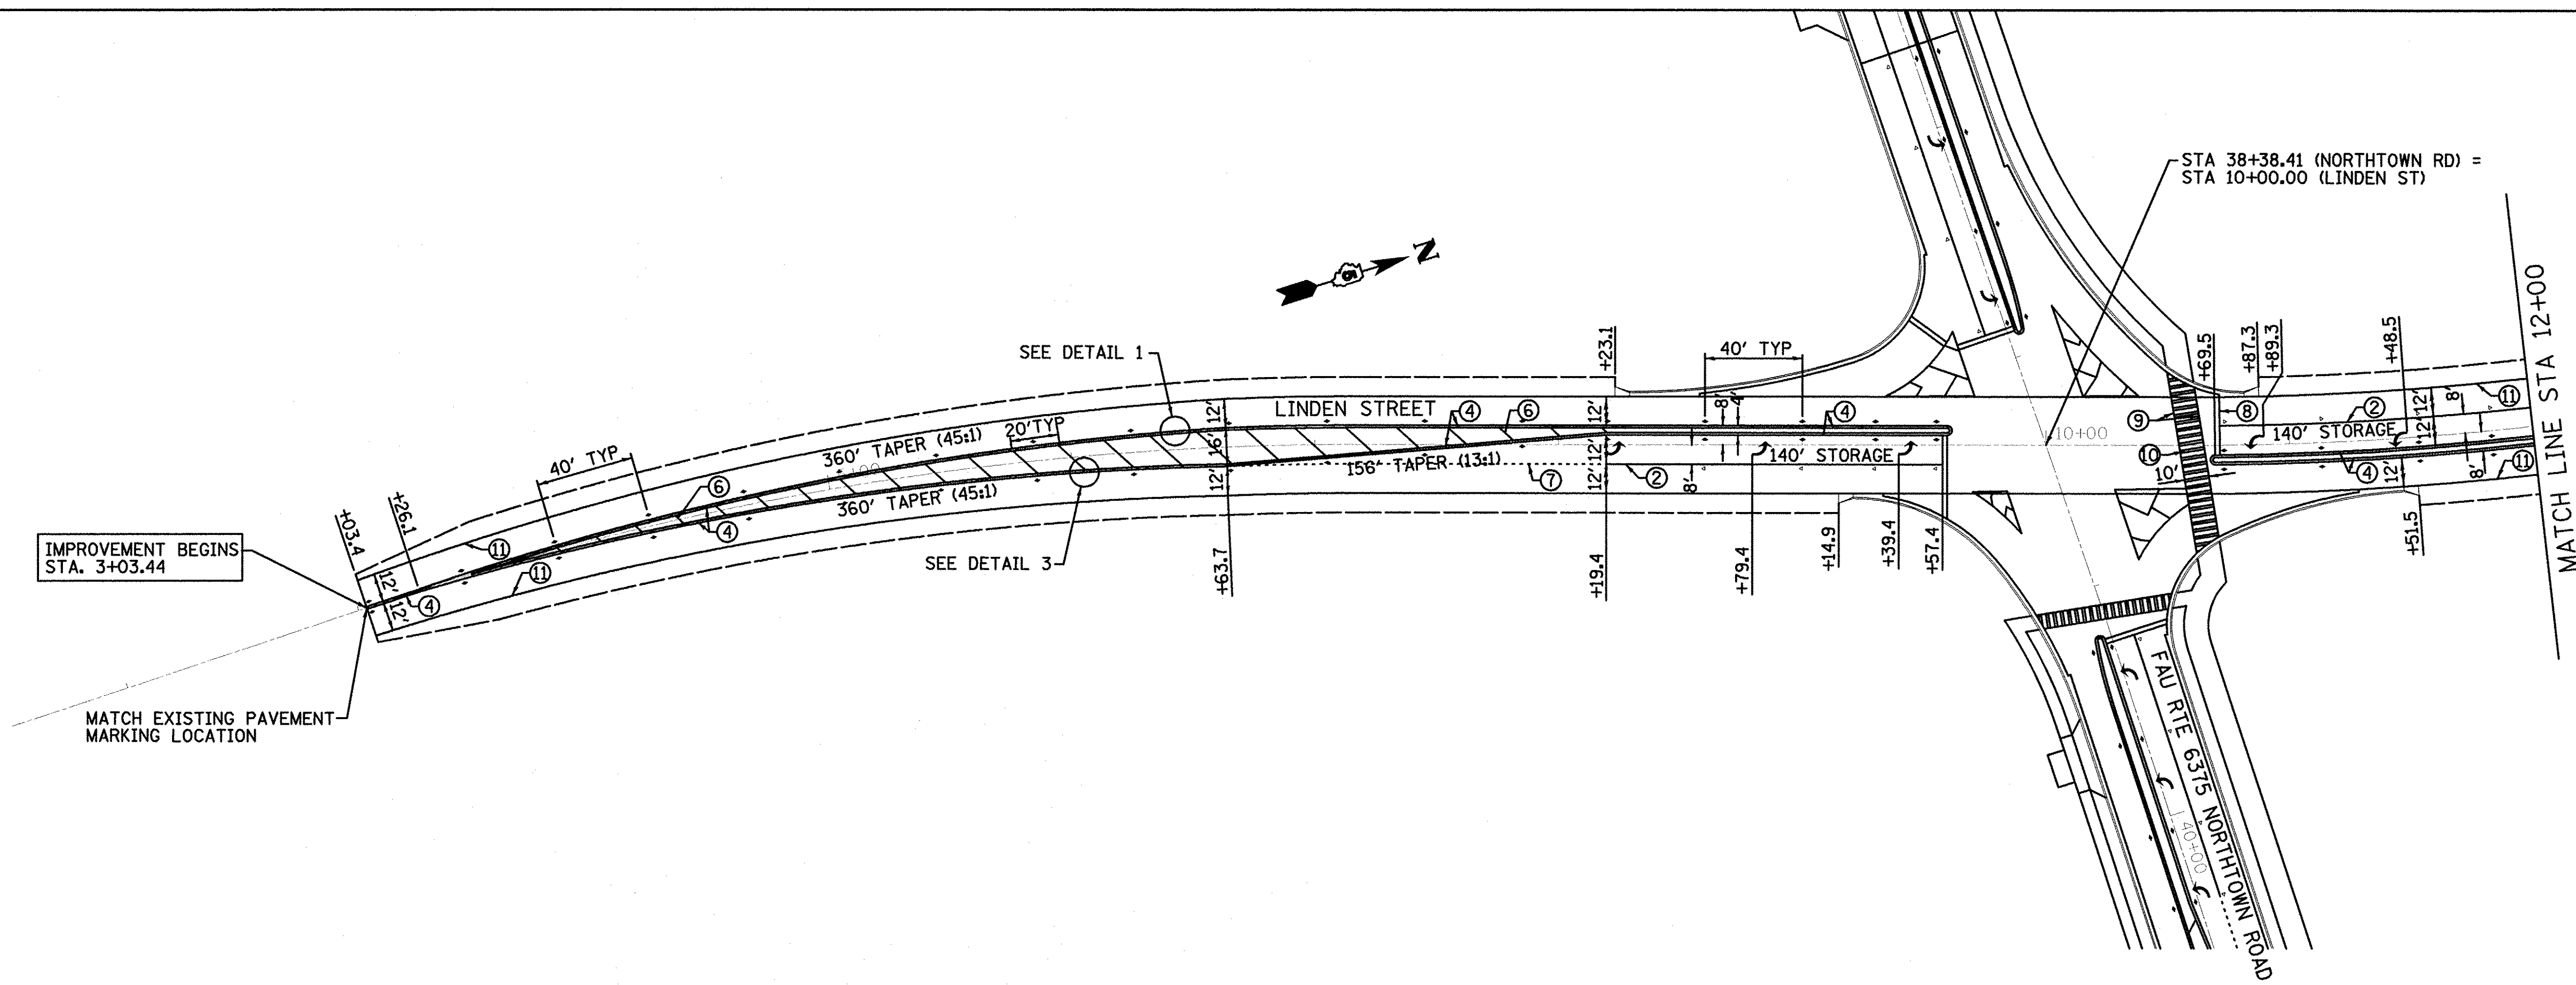 STA 38+38.41 (NORTHTOWN RD) =
STA 10+00.00 (LINDEN ST)
N
SEE DETAIL 1
+23.1
40' TYP
+69.5
+87.3
+89.3
+48.5
MATCH LINE STA 12+00
LINDEN STREET
4
6
12'
8'
4'
4
9
8
2
12'
8'
11
10+00
140' STORAGE
12'
10
10'
4
12'
8'
11
+51.5
360' TAPER (45:1)
20' TYP
12'
16'
12'
12'
12'
12'
156' TAPER (13:1)
7
2
8'
140' STORAGE
40' TYP
6
4
360' TAPER (45:1)
SEE DETAIL 3
+63.7
+19.4
+79.4
+14.9
+39.4
+57.4
+03.4
+26.1
IMPROVEMENT BEGINS
STA. 3+03.44
11
12'
12'
4
11
MATCH EXISTING PAVEMENT
MARKING LOCATION
FAU RTE 6375 NORTHTOWN ROAD
40+00